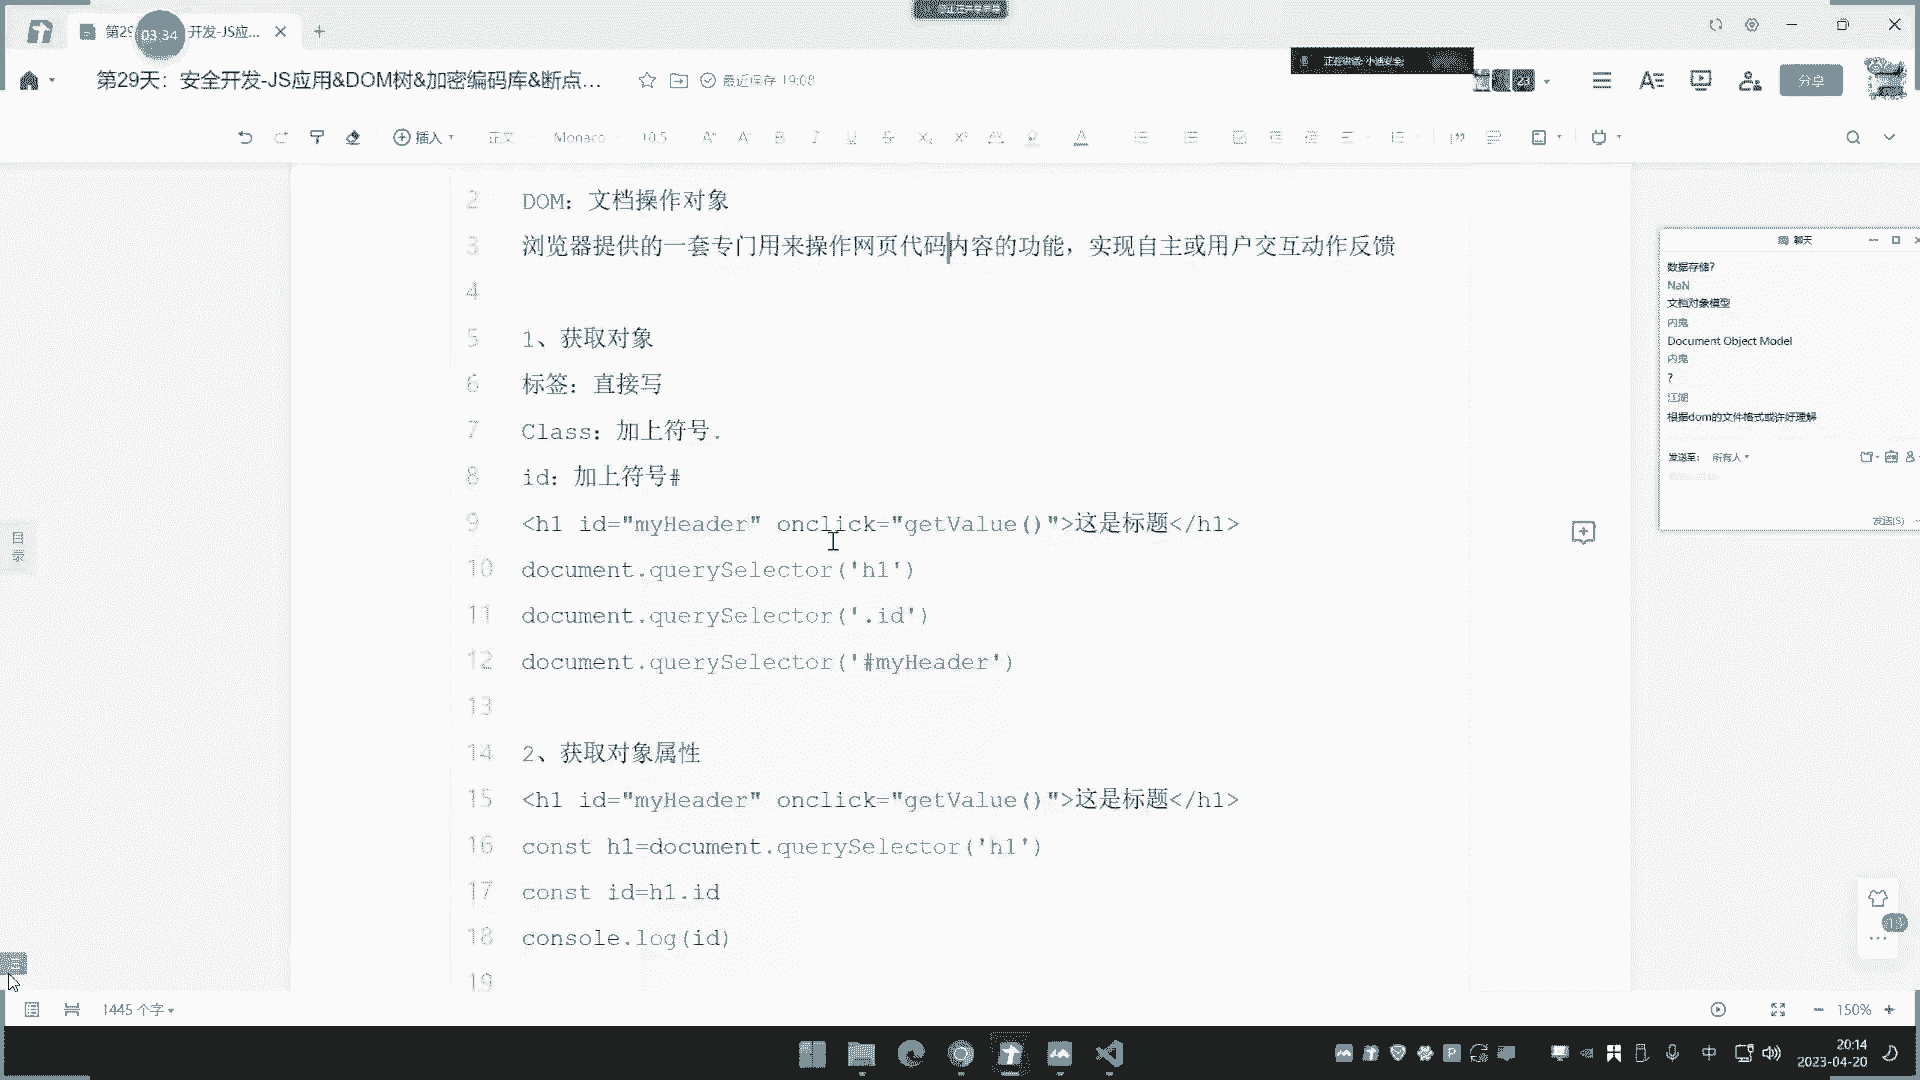 03:34
第29
开发-JS应...
第29天：安全开发-JS应用&DOM树&加密编码库&断点...
最近保存 19:08
分享
插入
正文
Monaco
10.5
2 DOM：文档操作对象
3 浏览器提供的一套专门用来操作网页代码内容的功能，实现自主或用户交互动作反馈
4
5 1、获取对象
6 标签：直接写
7 Class：加上符号.
8 id：加上符号#
9 <h1 id="myHeader" onclick="getValue()">这是标题</h1>
10 document.querySelector('h1')
11 document.querySelector('.id')
12 document.querySelector('#myHeader')
13
14 2、获取对象属性
15 <h1 id="myHeader" onclick="getValue()">这是标题</h1>
16 const h1=document.querySelector('h1')
17 const id=h1.id
18 console.log(id)
19
目录
聊天
数据存储?
NaN
文档对象模型
内鬼
Document Object Model
内鬼
?
江湖
根据dom的文件格式或许好理解
发送至： 所有人
发送(S)
13
1445 个字
150%
中
20:14
2023-04-20